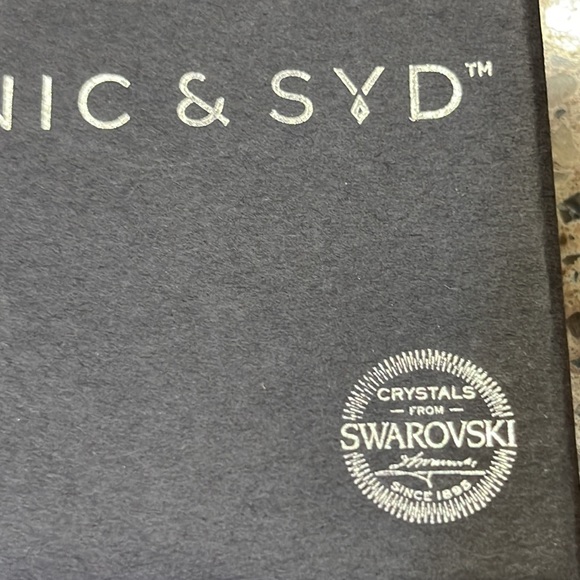 NIC & SYD™
CRYSTALS
FROM
SWAROVSKI
SINCE 1895